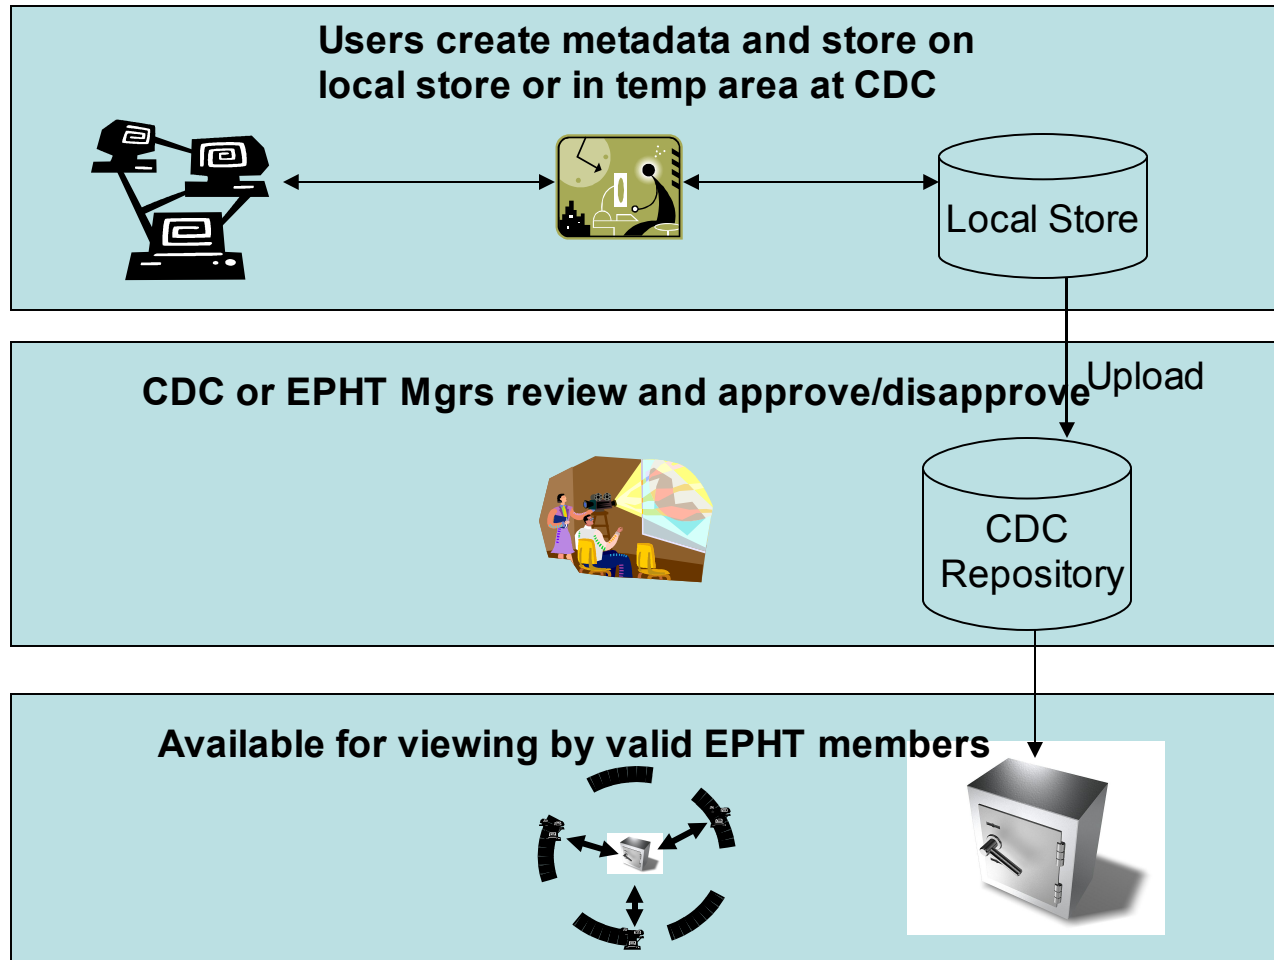 Users create metadata and store on
local store or in temp area at CDC
Local Store
CDC or EPHT Mgrs review and approve/disapprove
Upload
CDC
Repository
Available for viewing by valid EPHT members